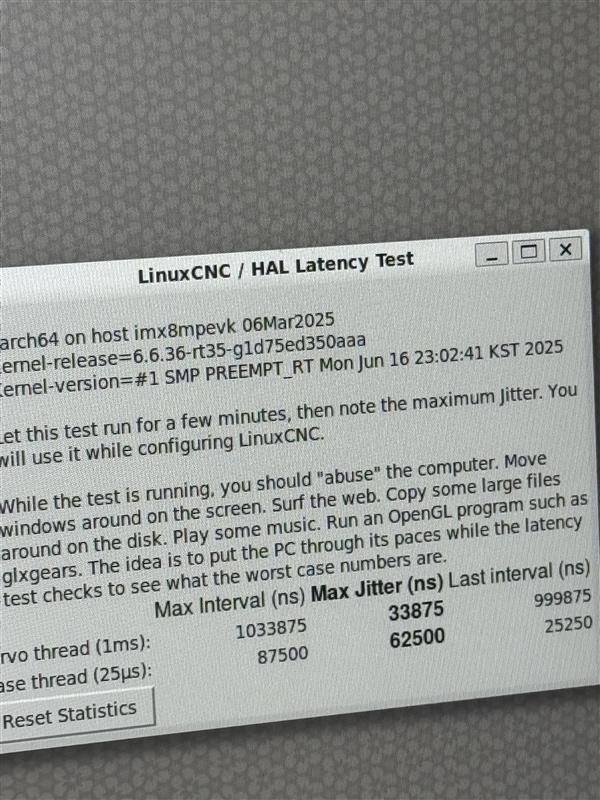 LinuxCNC / HAL Latency Test
arch64 on host imx8mpevk 06Mar2025
ernel-release=6.6.36-rt35-g1d75ed350aaa
ernel-version=#1 SMP PREEMPT_RT Mon Jun 16 23:02:41 KST 2025
Let this test run for a few minutes, then note the maximum Jitter. You
will use it while configuring LinuxCNC.
While the test is running, you should "abuse" the computer. Move
windows around on the screen. Surf the web. Copy some large files
around on the disk. Play some music. Run an OpenGL program such as
glxgears. The idea is to put the PC through its paces while the latency
test checks to see what the worst case numbers are.
Max Interval (ns) Max Jitter (ns) Last interval (ns)
rvo thread (1ms): 1033875 33875 999875
ase thread (25µs): 87500 62500 25250
Reset Statistics